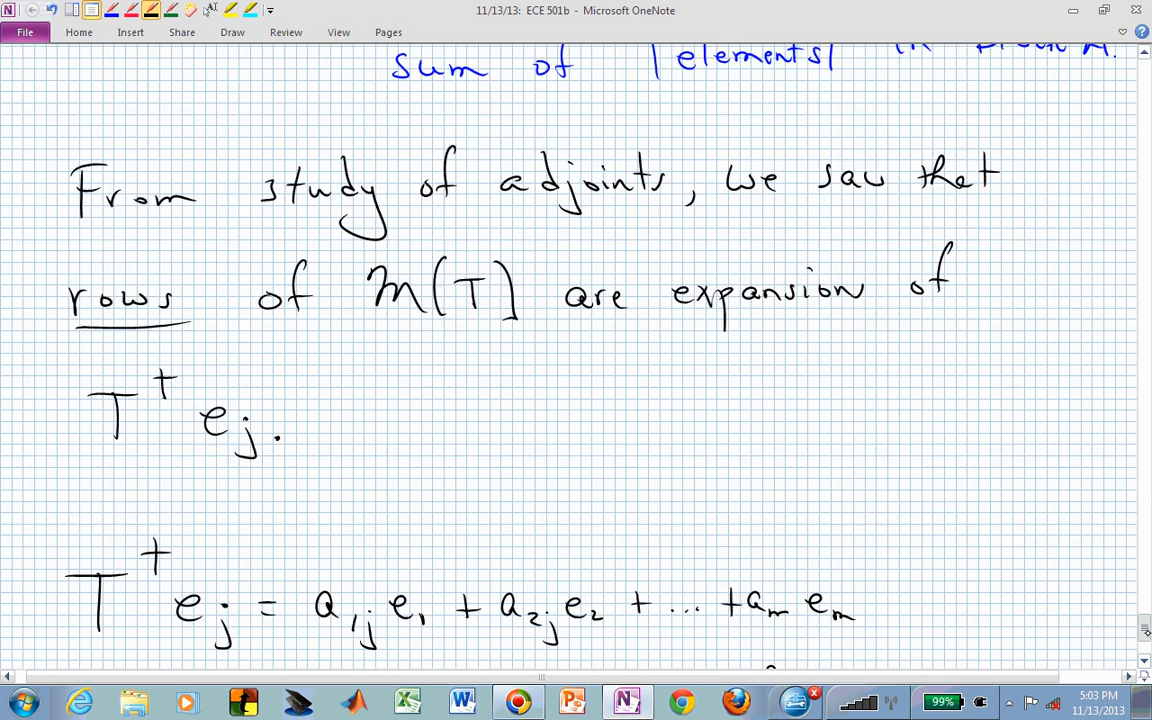 11/13/13: ECE 501b - Microsoft OneNote
File Home Insert Share Draw Review View Pages
sum of |elements|
From study of adjoints, we saw that
rows of M(T) are expansion of
T† ej.
T† ej = a1j e1 + a2j e2 + ... + am em
99%
5:03 PM
11/13/2013